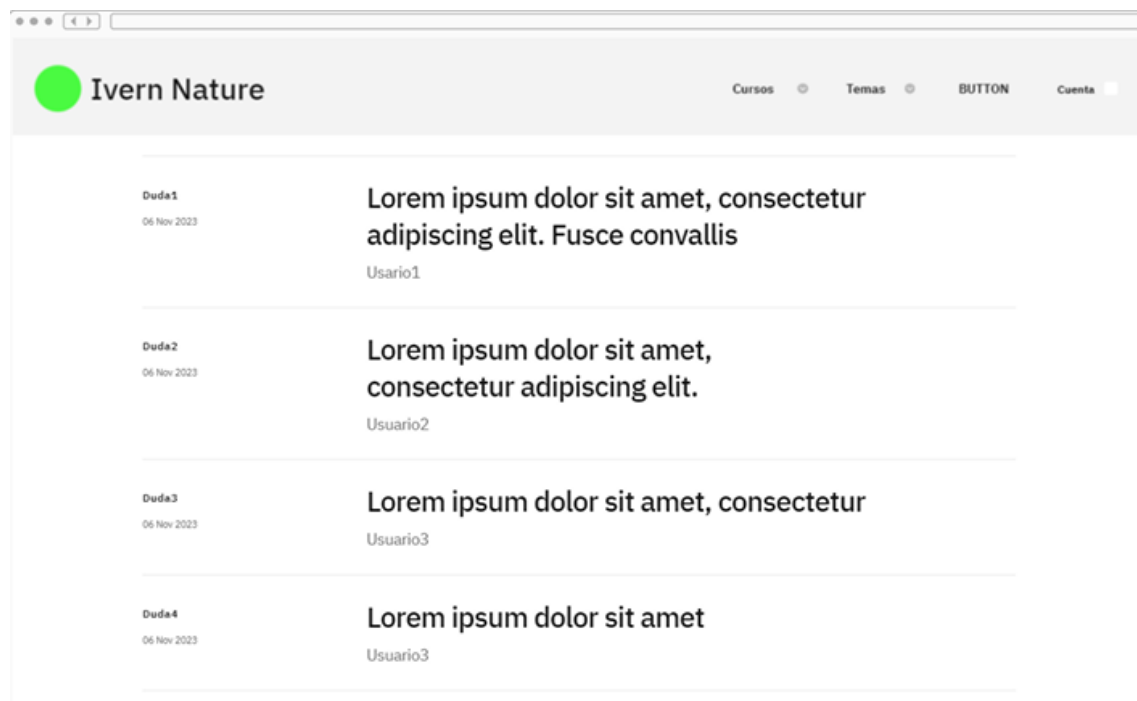 Ivern Nature
Cursos Temas BUTTON Cuenta
Duda1
06 Nov 2023
Lorem ipsum dolor sit amet, consectetur
adipiscing elit. Fusce convallis
Usario1
Duda2
06 Nov 2023
Lorem ipsum dolor sit amet,
consectetur adipiscing elit.
Usuario2
Duda3
06 Nov 2023
Lorem ipsum dolor sit amet, consectetur
Usuario3
Duda4
06 Nov 2023
Lorem ipsum dolor sit amet
Usuario3